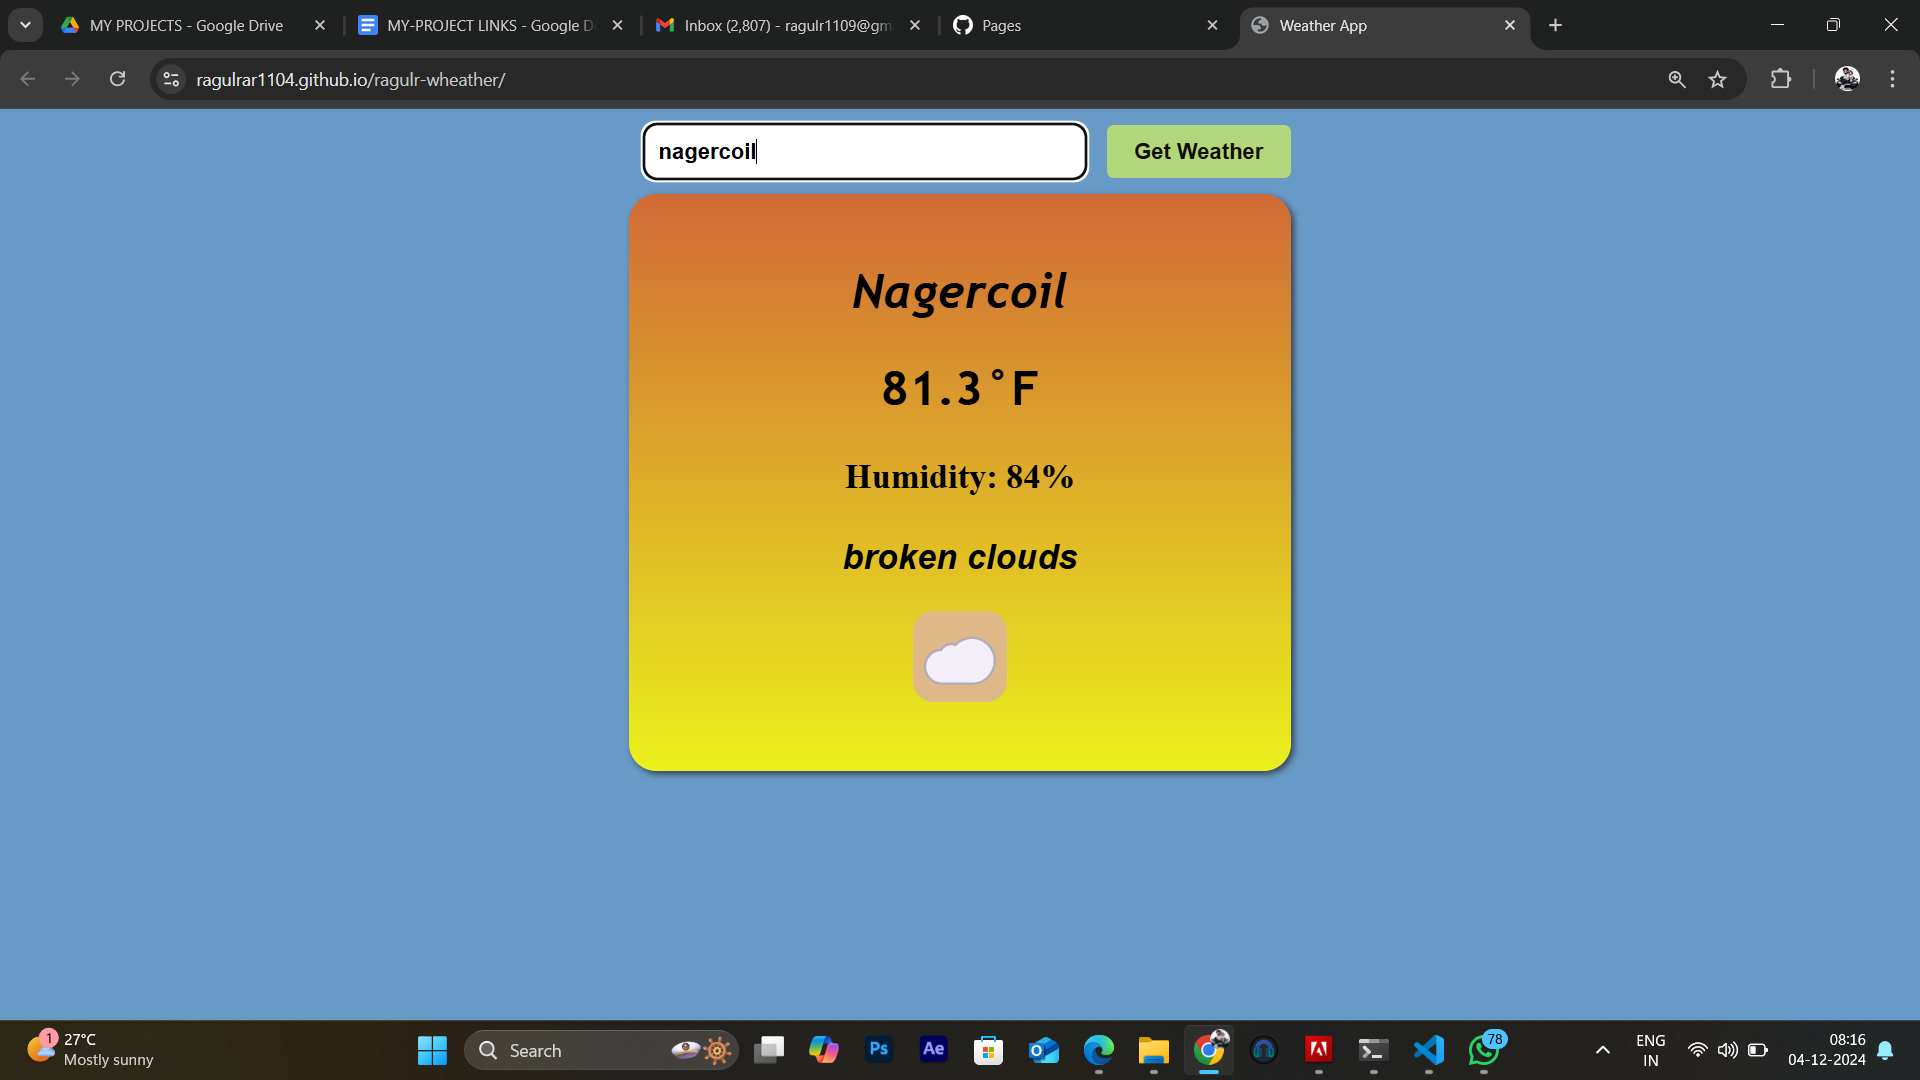 MY PROJECTS - Google Drive
MY-PROJECT LINKS - Google D
Inbox (2,807) - ragulr1109@gm
Pages
Weather App
ragulrar1104.github.io/ragulr-wheather/
nagercoil
Get Weather
Nagercoil
81.3°F
Humidity: 84%
broken clouds
1
27°C
Mostly sunny
Search
Ps
Ae
O
78
ENG
IN
08:16
04-12-2024